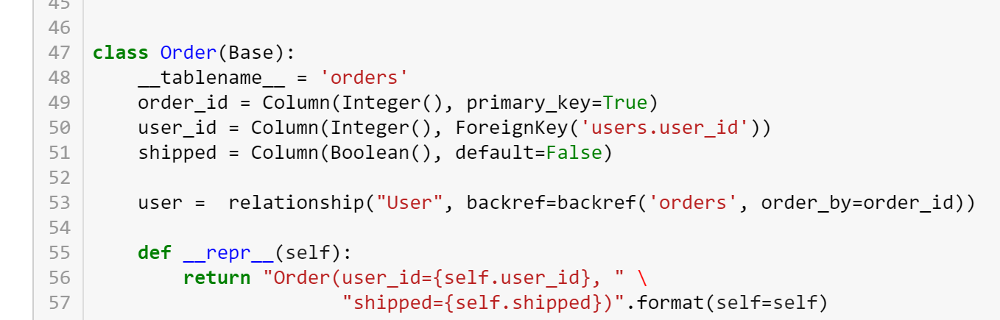 45
46
47 class Order(Base):
48     __tablename__ = 'orders'
49     order_id = Column(Integer(), primary_key=True)
50     user_id = Column(Integer(), ForeignKey('users.user_id'))
51     shipped = Column(Boolean(), default=False)
52
53     user =  relationship("User", backref=backref('orders', order_by=order_id))
54
55     def __repr__(self):
56         return "Order(user_id={self.user_id}, " \
57                       "shipped={self.shipped})".format(self=self)